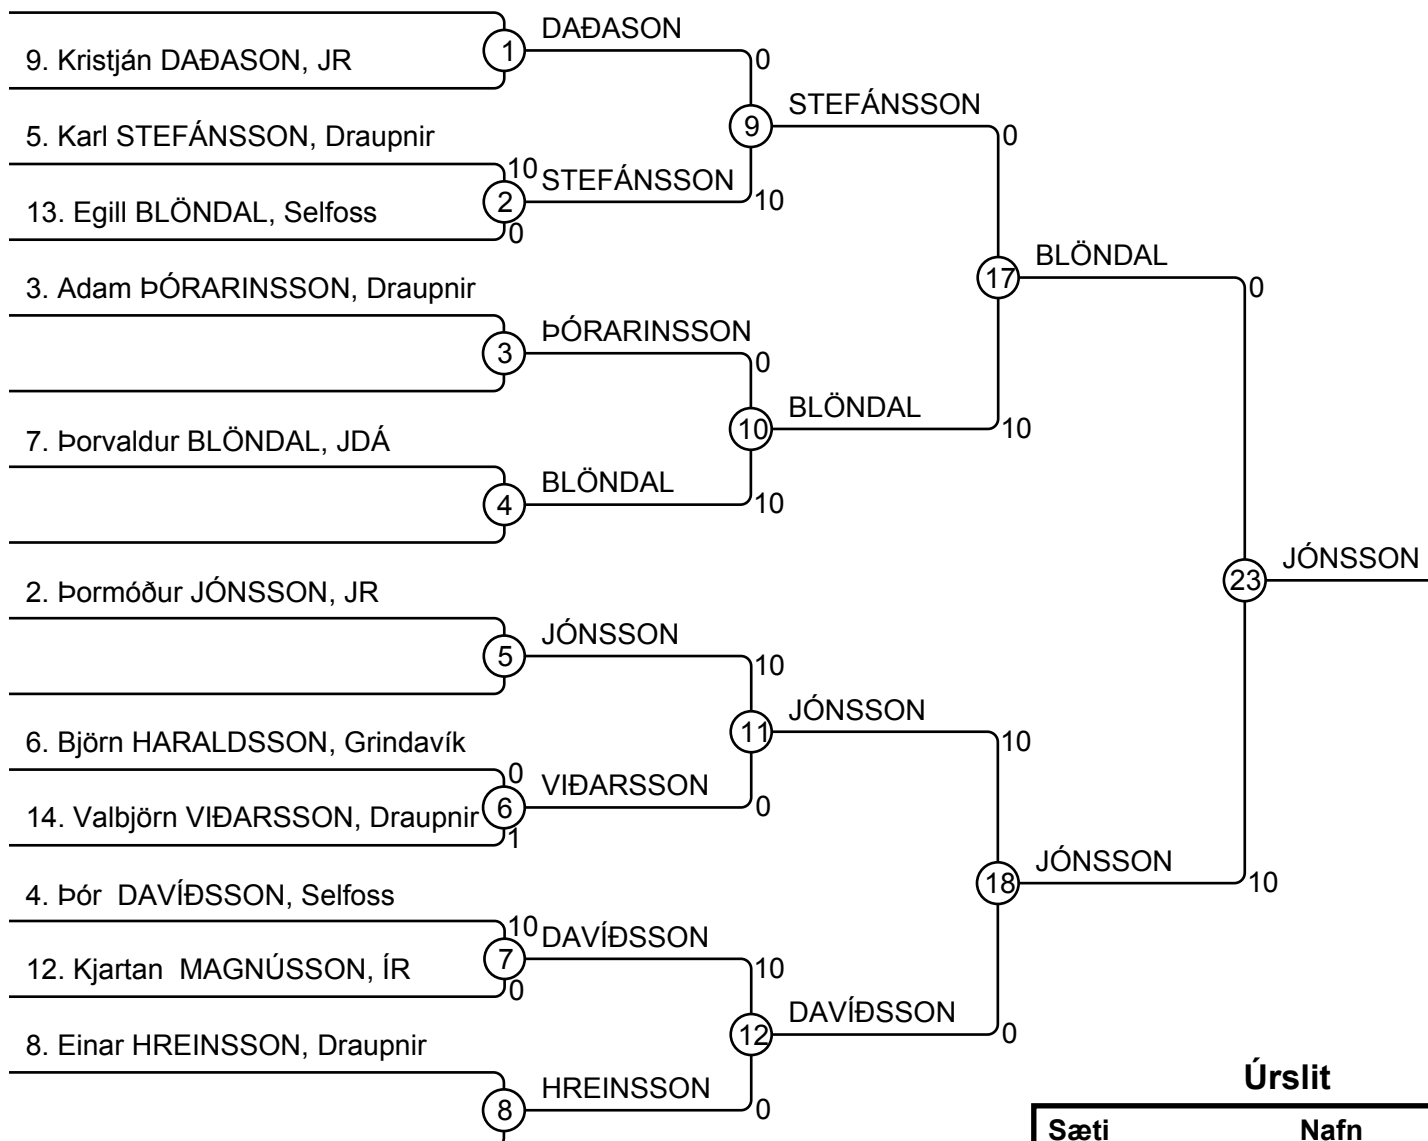 DAÐASON
1
9. Kristján DAÐASON, JR
0
STEFÁNSSON
9
0
5. Karl STEFÁNSSON, Draupnir
10
STEFÁNSSON
10
2
13. Egill BLÖNDAL, Selfoss
0
BLÖNDAL
17
0
3. Adam ÞÓRARINSSON, Draupnir
ÞÓRARINSSON
3
0
BLÖNDAL
10
10
7. Þorvaldur BLÖNDAL, JDÁ
BLÖNDAL
4
10
JÓNSSON
23
2. Þormóður JÓNSSON, JR
JÓNSSON
5
10
JÓNSSON
11
10
6. Björn HARALDSSON, Grindavík
0
VIÐARSSON
6
0
14. Valbjörn VIÐARSSON, Draupnir
1
JÓNSSON
18
10
4. Þór DAVÍÐSSON, Selfoss
10
DAVÍÐSSON
7
10
12. Kjartan MAGNÚSSON, ÍR
0
DAVÍÐSSON
12
0
8. Einar HREINSSON, Draupnir
HREINSSON
8
0
Úrslit
Sæti Nafn